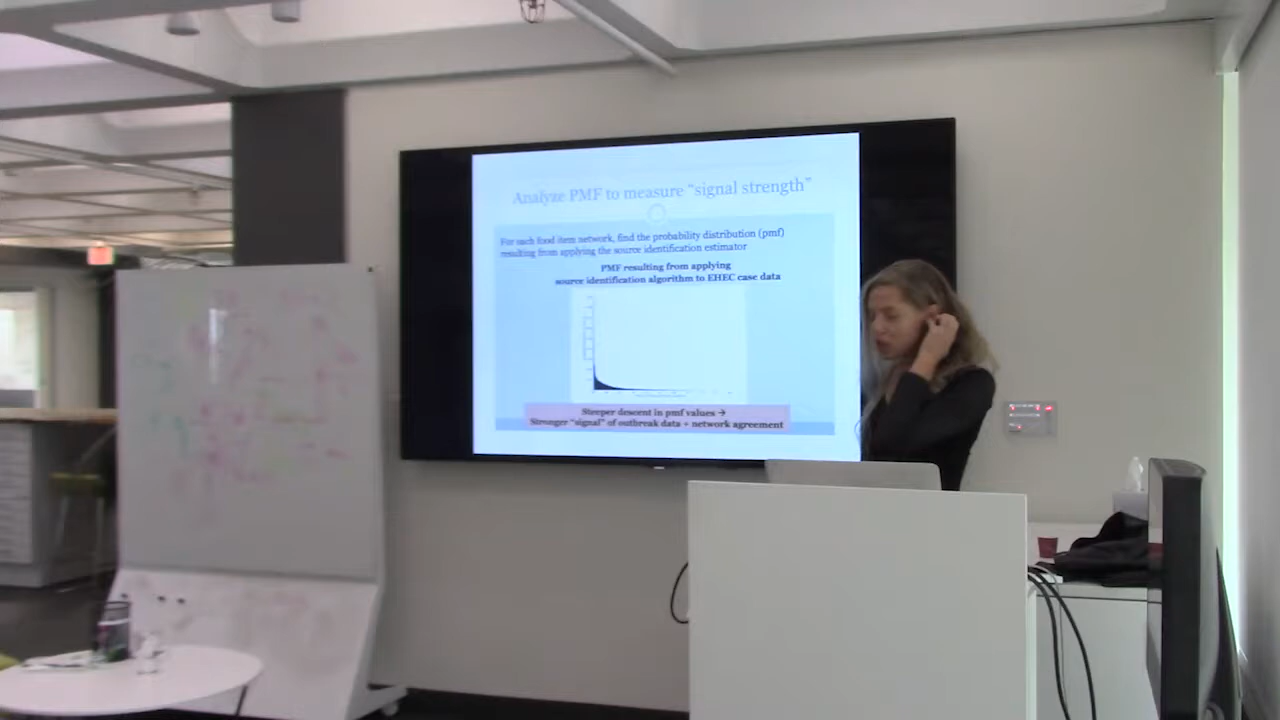 Analyze PMF to measure “signal strength”
For each food item network, find the probability distribution (pmf)
resulting from applying the source identification estimator
PMF resulting from applying
source identification algorithm to EHEC case data
Steeper descent in pmf values →
Stronger “signal” of outbreak data + network agreement